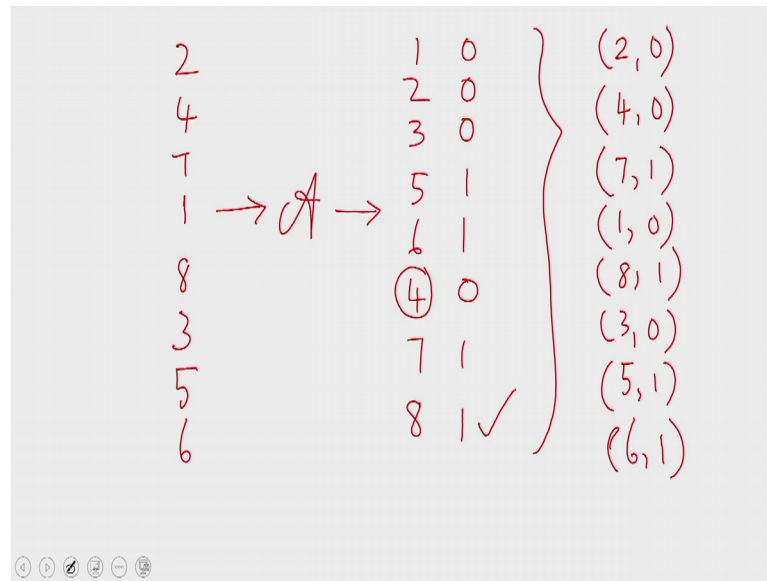 2 1 0 (2, 0)
4 2 0 (4, 0)
7 3 0 (7, 1)
1 → A → 5 1 (1, 0)
8 6 1 (8, 1)
3 4 0 (3, 0)
5 7 1 (5, 1)
6 8 1 ✓ (6, 1)